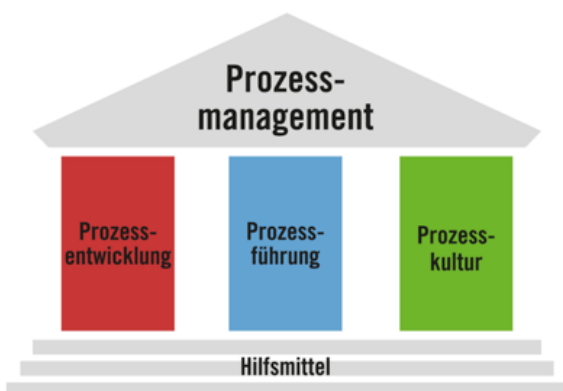 Prozess-
management
Prozess-
entwicklung
Prozess-
führung
Prozess-
kultur
Hilfsmittel